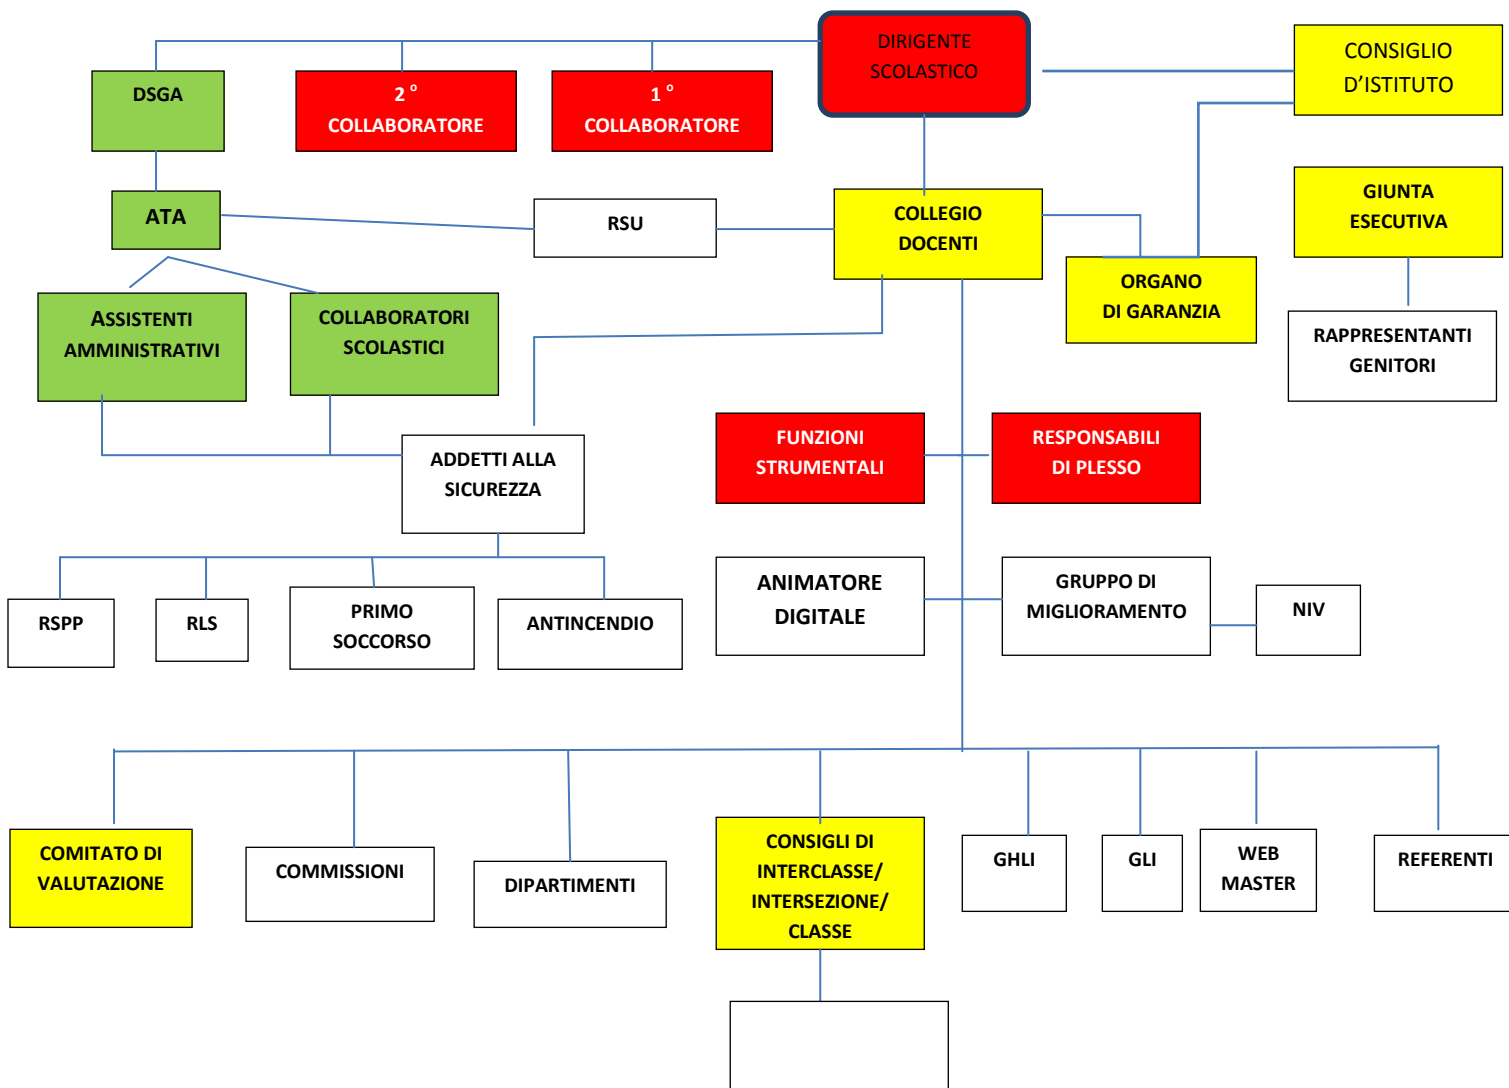 DIRIGENTE
SCOLASTICO
CONSIGLIO
D'ISTITUTO
DSGA
2 °
COLLABORATORE
1 °
COLLABORATORE
ATA
RSU
COLLEGIO
DOCENTI
GIUNTA
ESECUTIVA
ORGANO
DI GARANZIA
ASSISTENTI
AMMINISTRATIVI
COLLABORATORI
SCOLASTICI
RAPPRESENTANTI
GENITORI
FUNZIONI
STRUMENTALI
RESPONSABILI
DI PLESSO
ADDETTI ALLA
SICUREZZA
ANIMATORE
DIGITALE
GRUPPO DI
MIGLIORAMENTO
NIV
RSPP
RLS
PRIMO
SOCCORSO
ANTINCENDIO
COMITATO DI
VALUTAZIONE
COMMISSIONI
DIPARTIMENTI
CONSIGLI DI
INTERCLASSE/
INTERSEZIONE/
CLASSE
GHLI
GLI
WEB
MASTER
REFERENTI